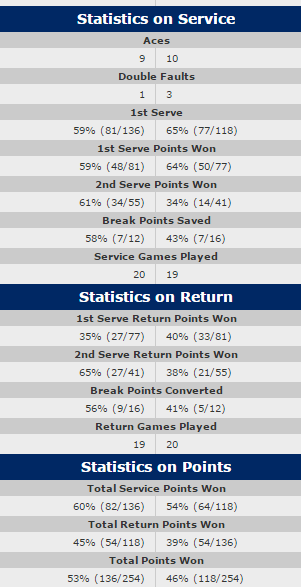 Statistics on Service
Aces
9 10
Double Faults
1 3
1st Serve
59% (81/136) 65% (77/118)
1st Serve Points Won
59% (48/81) 64% (50/77)
2nd Serve Points Won
61% (34/55) 34% (14/41)
Break Points Saved
58% (7/12) 43% (7/16)
Service Games Played
20 19
Statistics on Return
1st Serve Return Points Won
35% (27/77) 40% (33/81)
2nd Serve Return Points Won
65% (27/41) 38% (21/55)
Break Points Converted
56% (9/16) 41% (5/12)
Return Games Played
19 20
Statistics on Points
Total Service Points Won
60% (82/136) 54% (64/118)
Total Return Points Won
45% (54/118) 39% (54/136)
Total Points Won
53% (136/254) 46% (118/254)